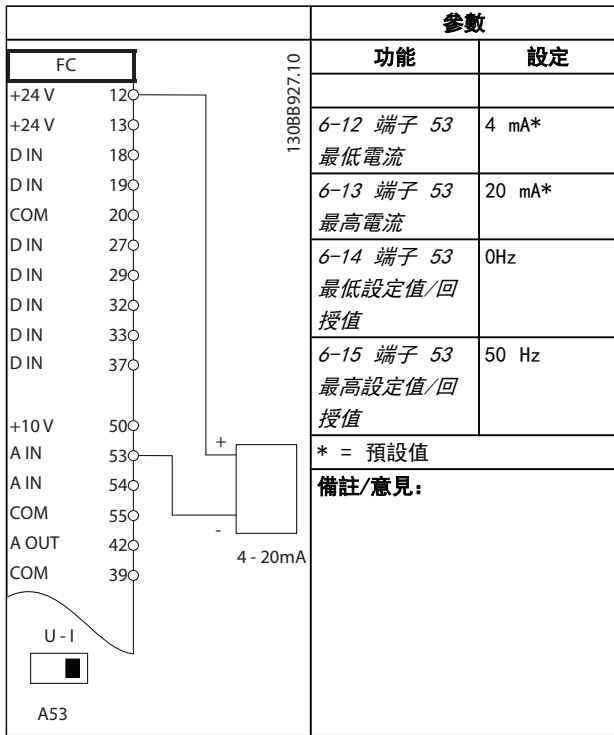 FC
130BB927.10
+24 V 12
+24 V 13
D IN 18
D IN 19
COM 20
D IN 27
D IN 29
D IN 32
D IN 33
D IN 37
+10 V 50
A IN 53
A IN 54
COM 55
A OUT 42
COM 39
+
-
4 - 20mA
U - I
A53
參數
功能 設定
6-12 端子 53 4 mA*
最低電流
6-13 端子 53 20 mA*
最高電流
6-14 端子 53 0Hz
最低設定值/回
授值
6-15 端子 53 50 Hz
最高設定值/回
授值
* = 預設值
備註/意見：